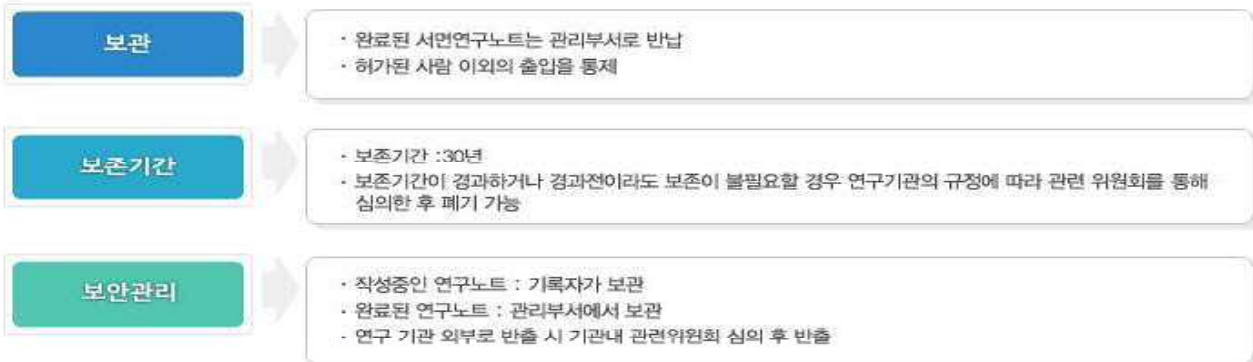 보관
· 완료된 서면연구노트는 관리부서로 반납
· 허가된 사람 이외의 출입을 통제
보존기간
· 보존기간 :30년
· 보존기간이 경과하거나 경과전이라도 보존이 불필요할 경우 연구기관의 규정에 따라 관련 위원회를 통해
심의한 후 폐기 가능
보안관리
· 작성중인 연구노트 : 기록자가 보관
· 완료된 연구노트 : 관리부서에서 보관
· 연구 기관 외부로 반출 시 기관내 관련위원회 심의 후 반출